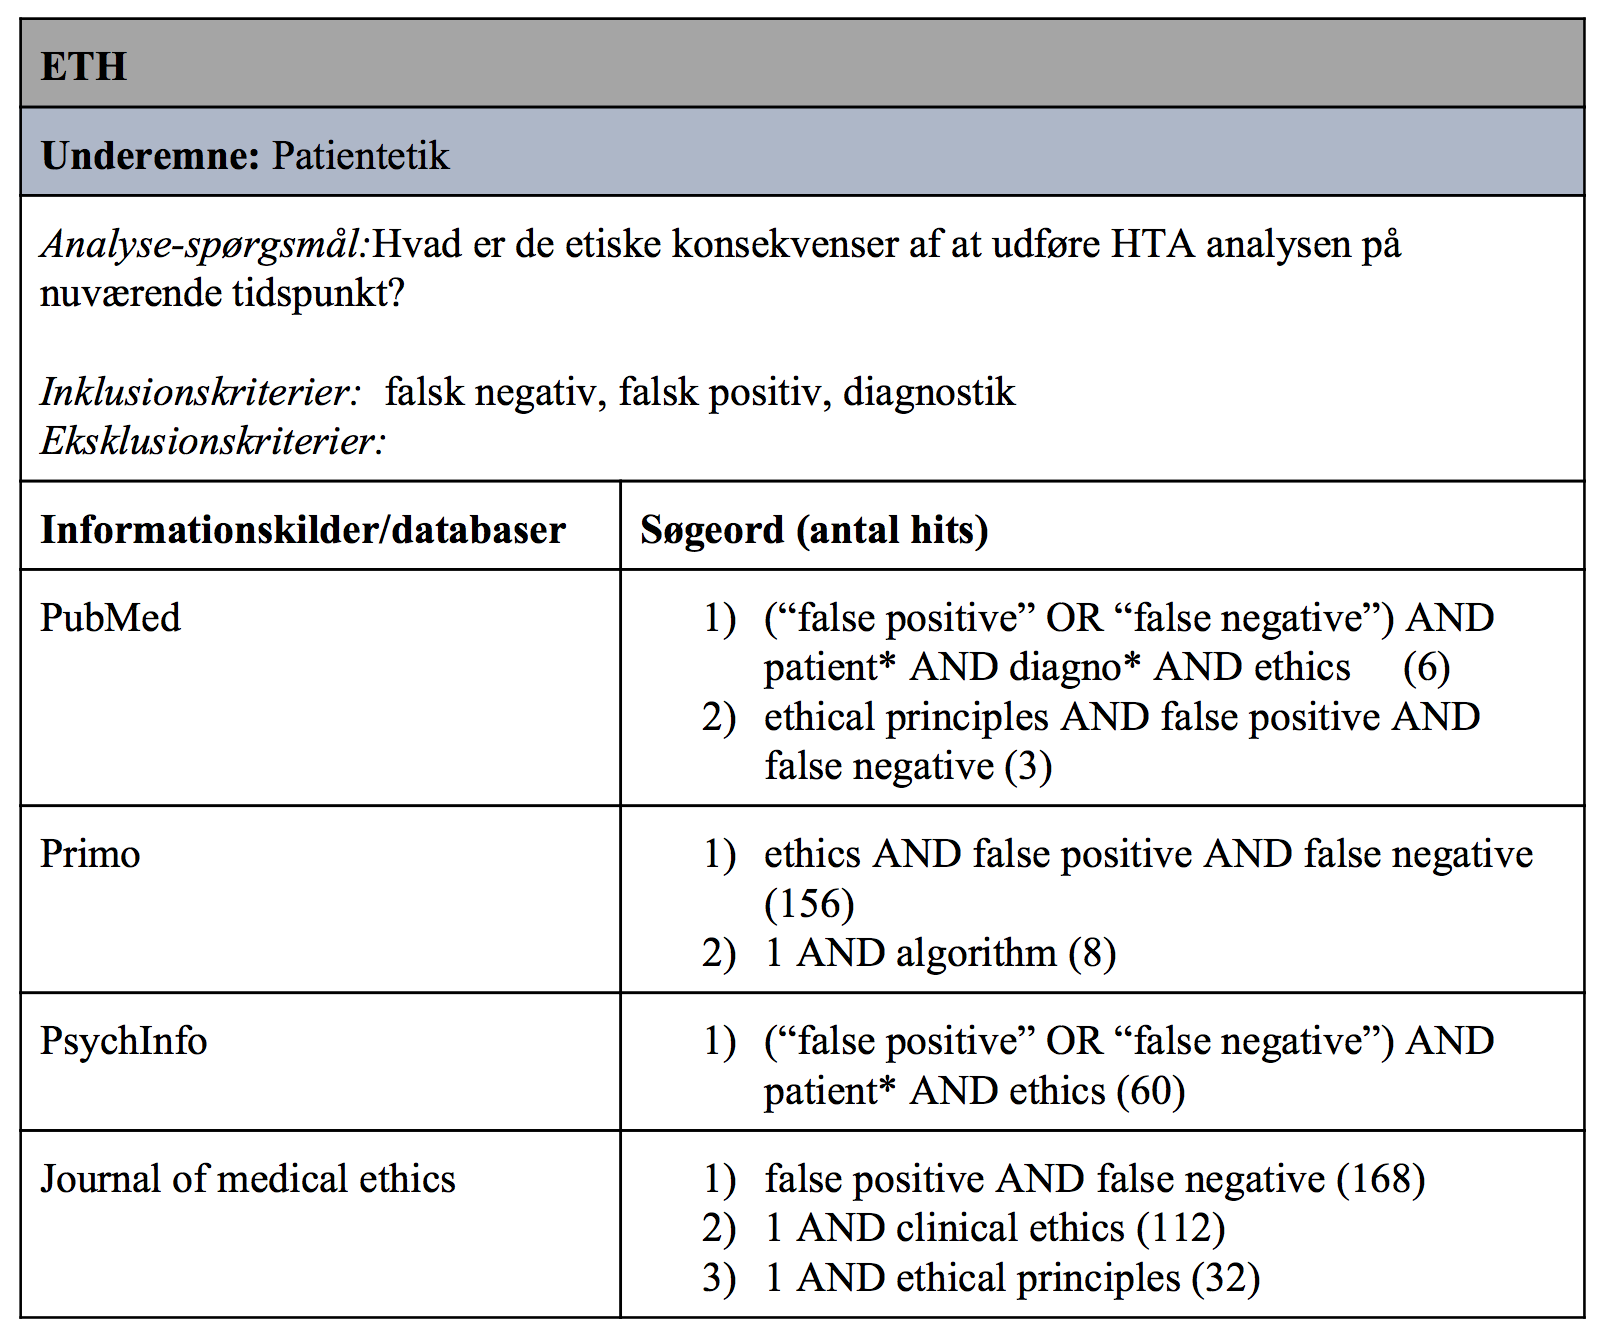 ETH
Underemne: Patientetik
Analyse-spørgsmål:Hvad er de etiske konsekvenser af at udføre HTA analysen på
nuværende tidspunkt?
Inklusionskriterier: falsk negativ, falsk positiv, diagnostik
Eksklusionskriterier:
Informationskilder/databaser
Søgeord (antal hits)
PubMed
1) (“false positive” OR “false negative”) AND
patient* AND diagno* AND ethics (6)
2) ethical principles AND false positive AND
false negative (3)
Primo
1) ethics AND false positive AND false negative
(156)
2) 1 AND algorithm (8)
PsychInfo
1) (“false positive” OR “false negative”) AND
patient* AND ethics (60)
Journal of medical ethics
1) false positive AND false negative (168)
2) 1 AND clinical ethics (112)
3) 1 AND ethical principles (32)